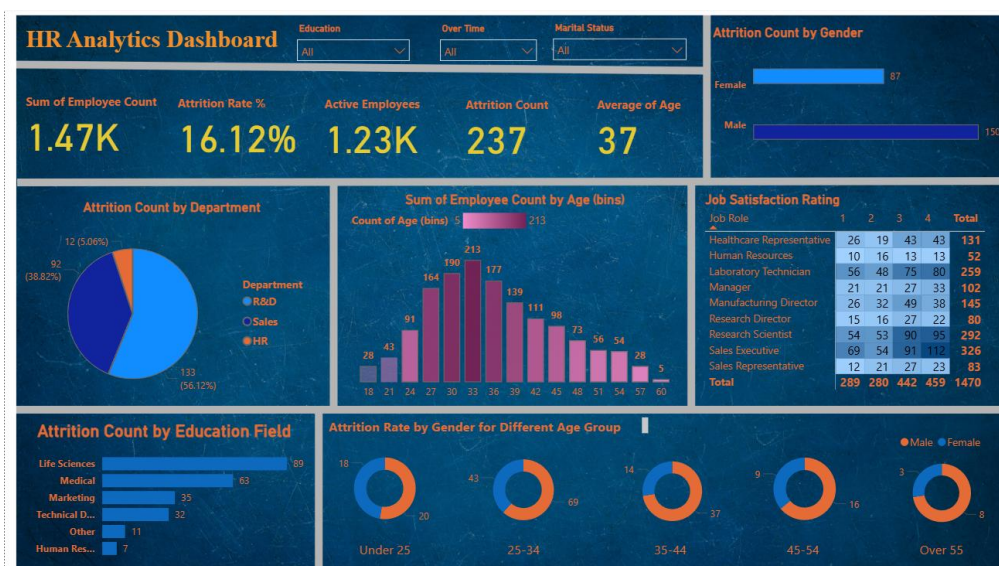 HR Analytics Dashboard
Education
All
Over Time
All
Marital Status
All
Sum of Employee Count
1.47K
Attrition Rate %
16.12%
Active Employees
1.23K
Attrition Count
237
Average of Age
37
Attrition Count by Gender
Female
87
Male
150
Attrition Count by Department
12 (5.06%)
92
(38.82%)
133
(56.12%)
Department
R&D
Sales
HR
Sum of Employee Count by Age (bins)
Count of Age (bins) 5 213
28 43 91 164 190 213 177 139 111 98 73 56 54 28 5
18 21 24 27 30 33 36 39 42 45 48 51 54 57 60
Job Satisfaction Rating
Job Role 1 2 3 4 Total
Healthcare Representative 26 19 43 43 131
Human Resources 10 16 13 13 52
Laboratory Technician 56 48 75 80 259
Manager 21 21 27 33 102
Manufacturing Director 26 32 49 38 145
Research Director 15 16 27 22 80
Research Scientist 54 53 90 95 292
Sales Executive 69 54 91 112 326
Sales Representative 12 21 27 23 83
Total 289 280 442 459 1470
Attrition Count by Education Field
Life Sciences 89
Medical 63
Marketing 35
Technical D... 32
Other 11
Human Res... 7
Attrition Rate by Gender for Different Age Group
Male Female
18
20
Under 25
43
69
25-34
14
37
35-44
9
16
45-54
3
8
Over 55